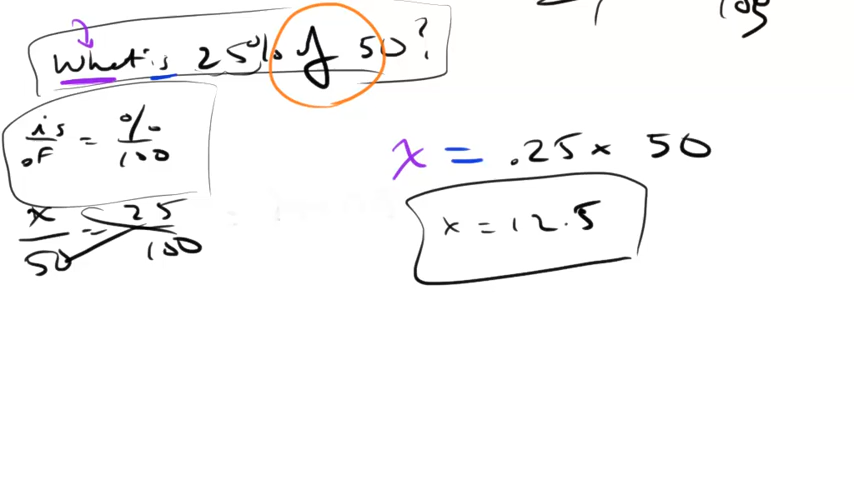 What is 25% of 50?
is/of = %/100
x = .25 × 50
x/50 = 25/100
x = 12.5